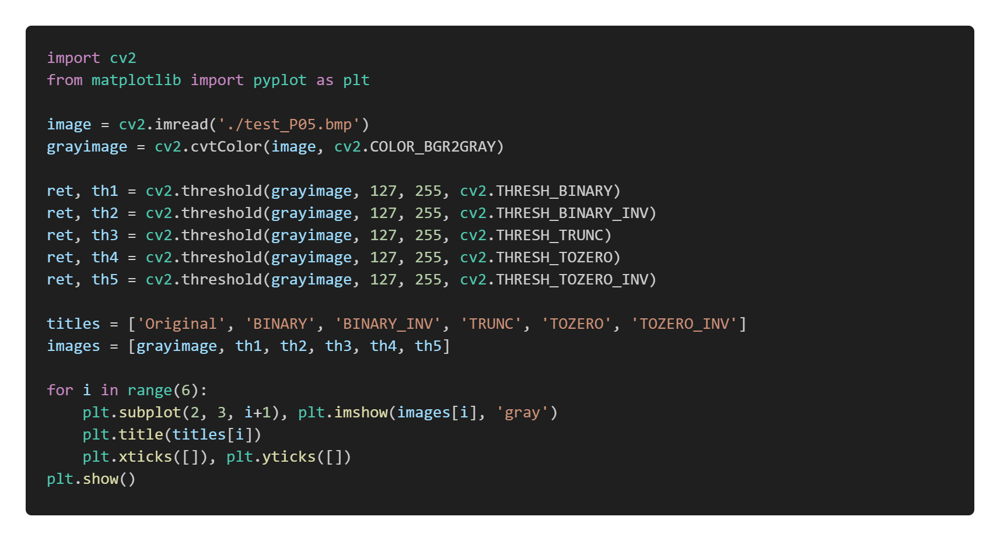 import cv2
from matplotlib import pyplot as plt
image = cv2.imread('./test_P05.bmp')
grayimage = cv2.cvtColor(image, cv2.COLOR_BGR2GRAY)
ret, th1 = cv2.threshold(grayimage, 127, 255, cv2.THRESH_BINARY)
ret, th2 = cv2.threshold(grayimage, 127, 255, cv2.THRESH_BINARY_INV)
ret, th3 = cv2.threshold(grayimage, 127, 255, cv2.THRESH_TRUNC)
ret, th4 = cv2.threshold(grayimage, 127, 255, cv2.THRESH_TOZERO)
ret, th5 = cv2.threshold(grayimage, 127, 255, cv2.THRESH_TOZERO_INV)
titles = ['Original', 'BINARY', 'BINARY_INV', 'TRUNC', 'TOZERO', 'TOZERO_INV']
images = [grayimage, th1, th2, th3, th4, th5]
for i in range(6):
    plt.subplot(2, 3, i+1), plt.imshow(images[i], 'gray')
    plt.title(titles[i])
    plt.xticks([]), plt.yticks([])
plt.show()